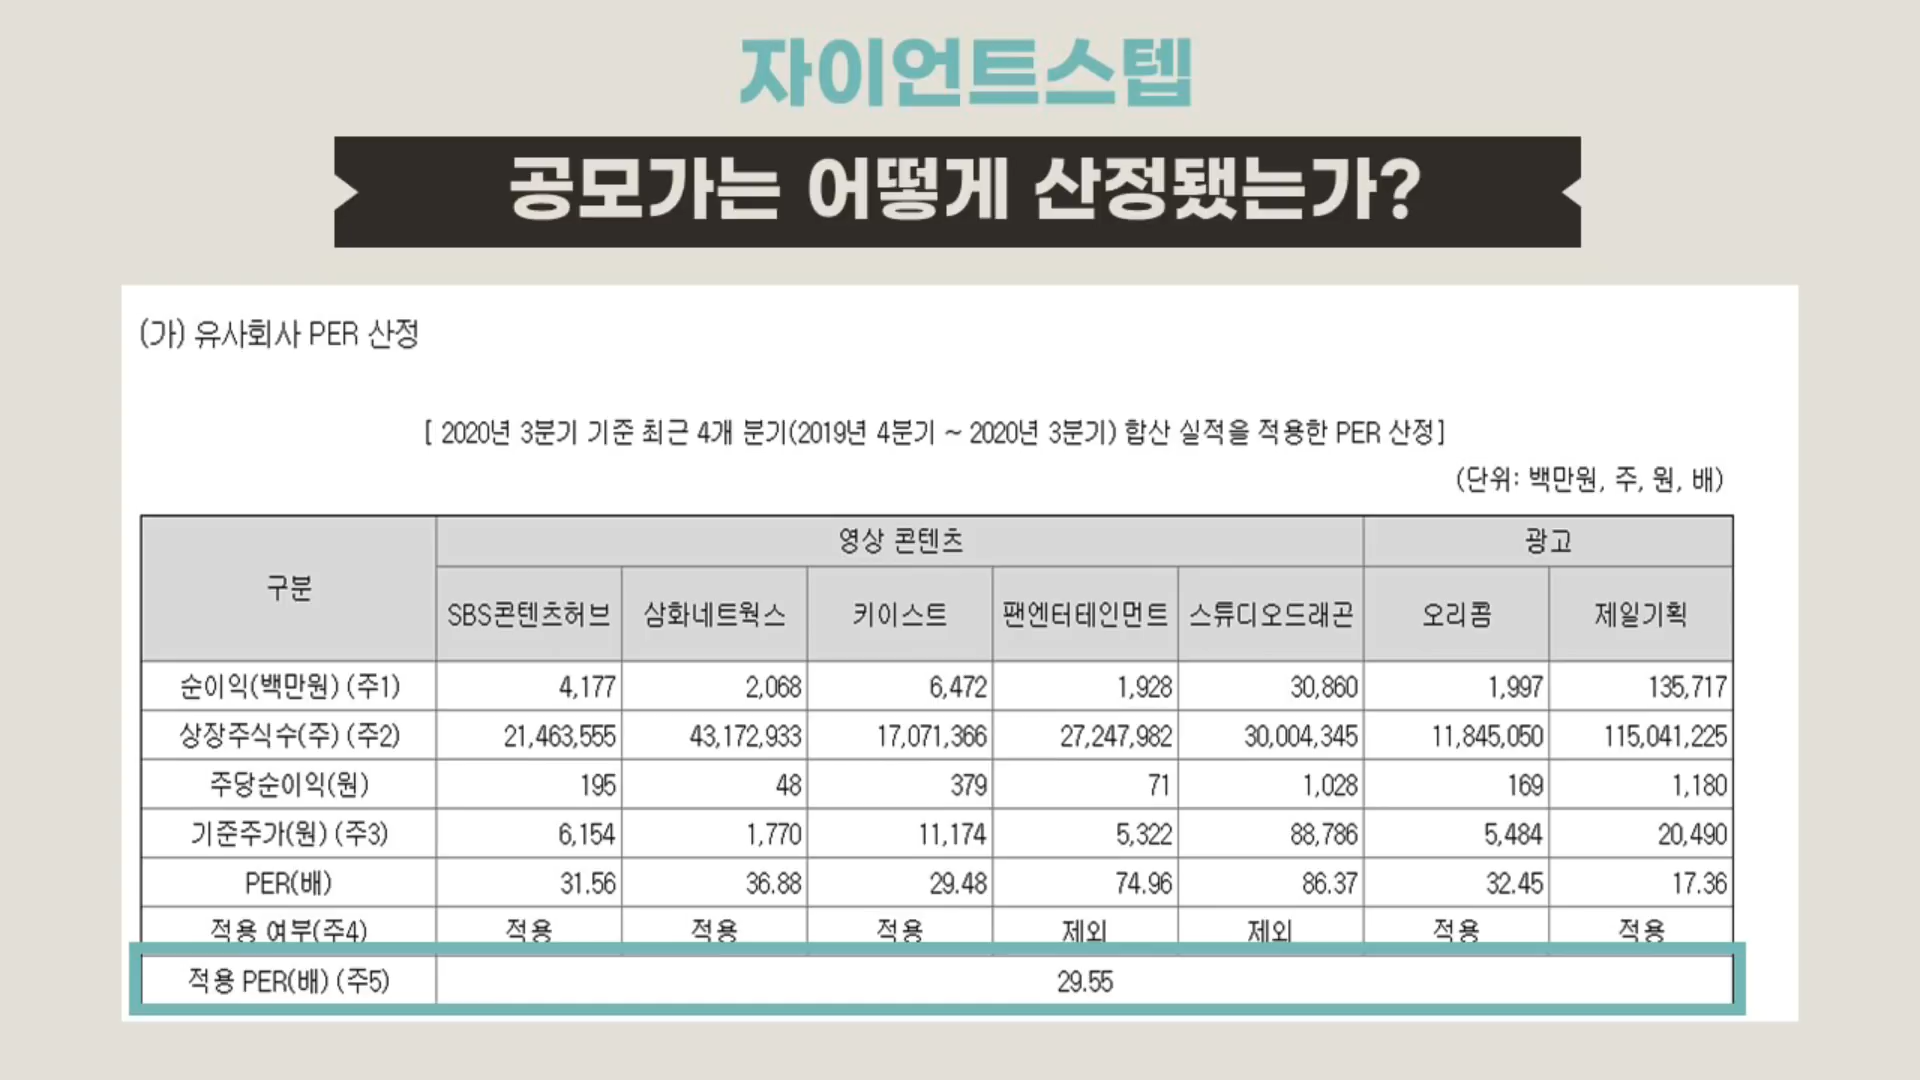 자이언트스텝
공모가는 어떻게 산정됐는가?
(가) 유사회사 PER 산정
[ 2020년 3분기 기준 최근 4개 분기(2019년 4분기 ~ 2020년 3분기) 합산 실적을 적용한 PER 산정]
(단위: 백만원, 주, 원, 배)
구분 영상 콘텐츠 광고
SBS콘텐츠허브 삼화네트웍스 키이스트 팬엔터테인먼트 스튜디오드래곤 오리콤 제일기획
순이익(백만원) (주1) 4,177 2,068 6,472 1,928 30,860 1,997 135,717
상장주식수(주) (주2) 21,463,555 43,172,933 17,071,366 27,247,982 30,004,345 11,845,050 115,041,225
주당순이익(원) 195 48 379 71 1,028 169 1,180
기준주가(원) (주3) 6,154 1,770 11,174 5,322 88,786 5,484 20,490
PER(배) 31.56 36.88 29.48 74.96 86.37 32.45 17.36
적용 여부(주4) 적용 적용 적용 제외 제외 적용 적용
적용 PER(배) (주5) 29.55